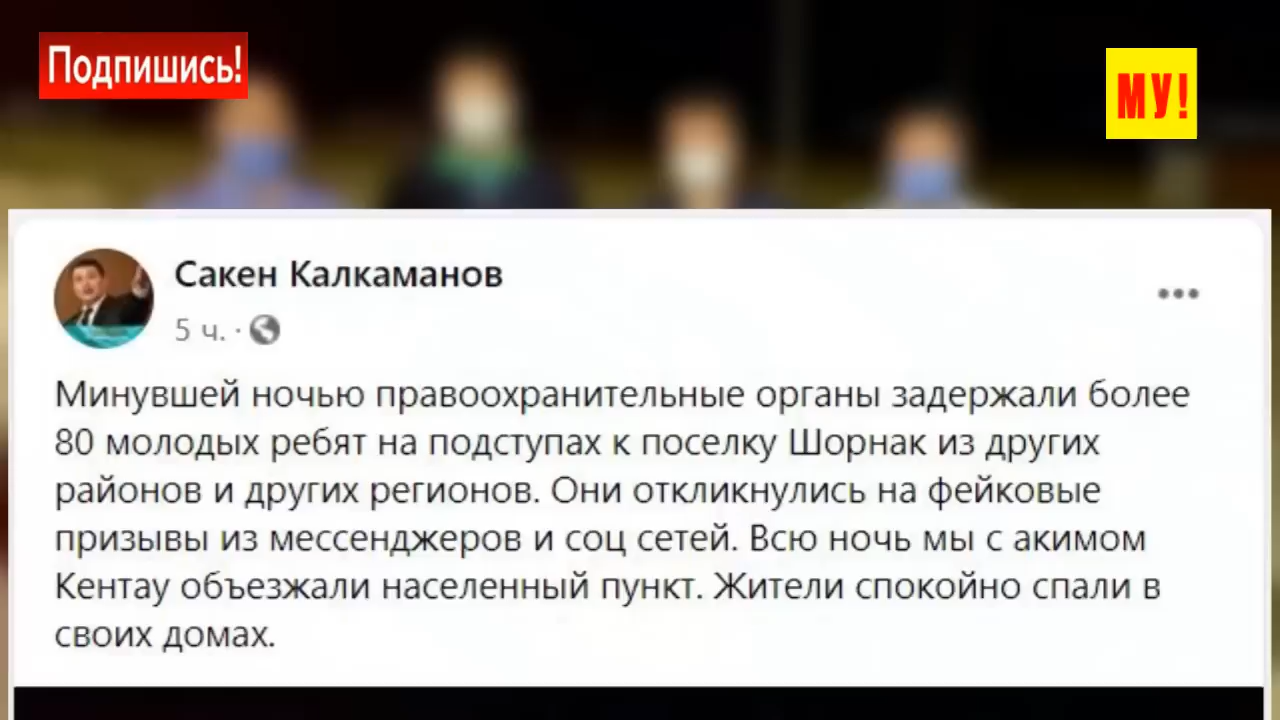 Подпишись!
МУ!
Сакен Калкаманов
5 ч. ·
Минувшей ночью правоохранительные органы задержали более
80 молодых ребят на подступах к поселку Шорнак из других
районов и других регионов. Они откликнулись на фейковые
призывы из мессенджеров и соц сетей. Всю ночь мы с акимом
Кентау объезжали населенный пункт. Жители спокойно спали в
своих домах.